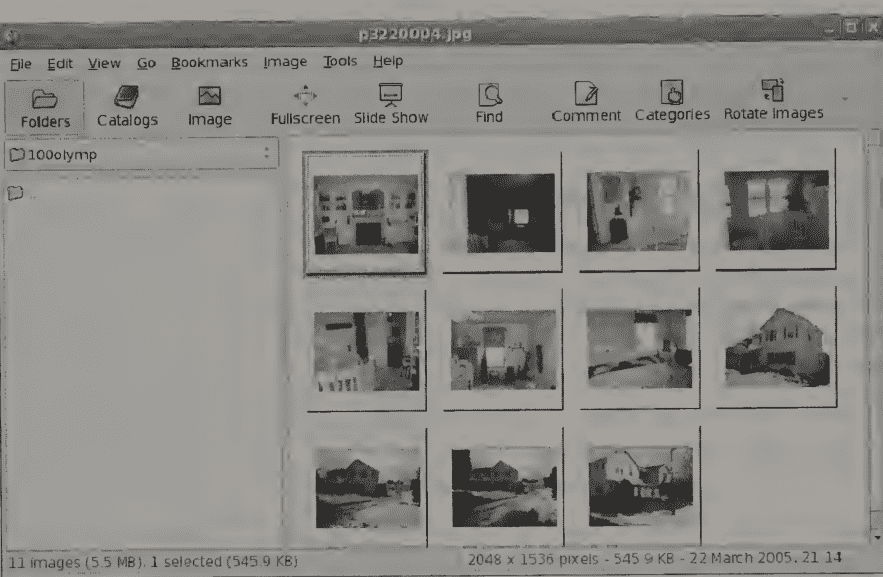 p3220004.jpg
File Edit View Go Bookmarks Image Tools Help
Folders Catalogs Image Fullscreen Slide Show Find Comment Categories Rotate Images
100olymp
..
11 images (5.5 MB), 1 selected (545.9 KB)
2048 x 1536 pixels - 545.9 KB - 22 March 2005, 21:14